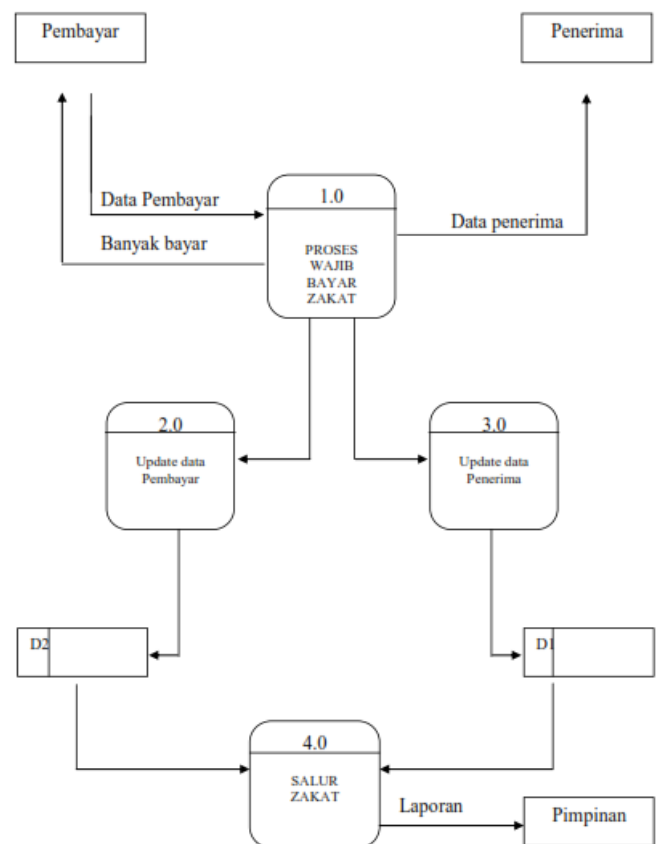 Pembayar
Penerima
Data Pembayar
Banyak bayar
1.0
PROSES
WAJIB
BAYAR
ZAKAT
Data penerima
2.0
Update data
Pembayar
3.0
Update data
Penerima
D2
D1
4.0
SALUR
ZAKAT
Laporan
Pimpinan